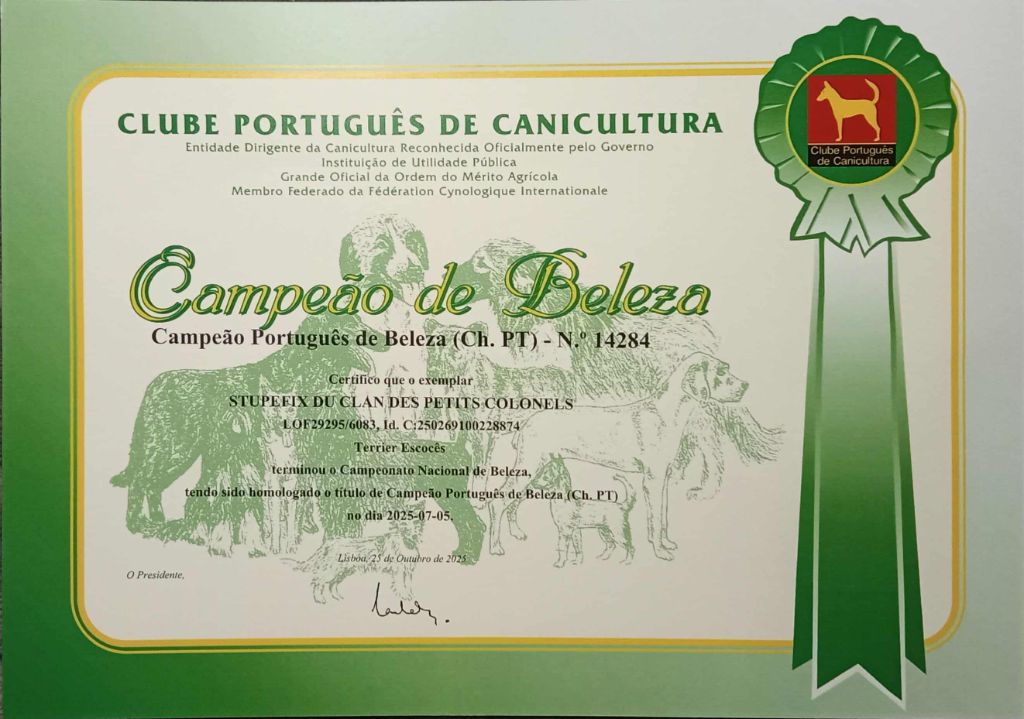 CLUBE PORTUGUÊS DE CANICULTURA
Entidade Dirigente da Canicultura Reconhecida Oficialmente pelo Governo
Instituição de Utilidade Pública
Grande Oficial da Ordem do Mérito Agrícola
Membro Federado da Fédération Cynologique Internationale
Clube Português
de Canicultura
Campeão de Beleza
Campeão Português de Beleza (Ch. PT) - N.º 14284
Certifico que o exemplar
STUPEFIX DU CLAN DES PETITS COLONELS
LOF29295/6083, Id. C:250269100228874
Terrier Escocês
terminou o Campeonato Nacional de Beleza,
tendo sido homologado o título de Campeão Português de Beleza (Ch. PT)
no dia 2025-07-05.
Lisboa, 25 de Outubro de 2025
O Presidente,